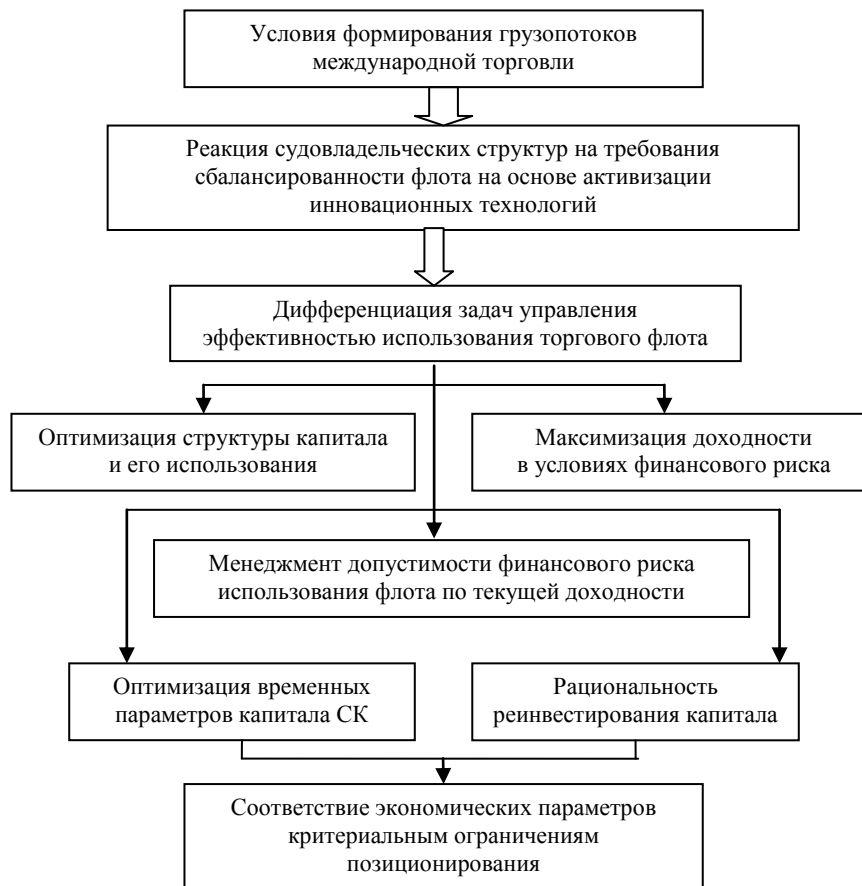 Условия формирования грузопотоков
международной торговли
Реакция судовладельческих структур на требования
сбалансированности флота на основе активизации
инновационных технологий
Дифференциация задач управления
эффективностью использования торгового флота
Оптимизация структуры капитала
и его использования
Максимизация доходности
в условиях финансового риска
Менеджмент допустимости финансового риска
использования флота по текущей доходности
Оптимизация временных
параметров капитала СК
Рациональность
реинвестирования капитала
Соответствие экономических параметров
критериальным ограничениям
позиционирования